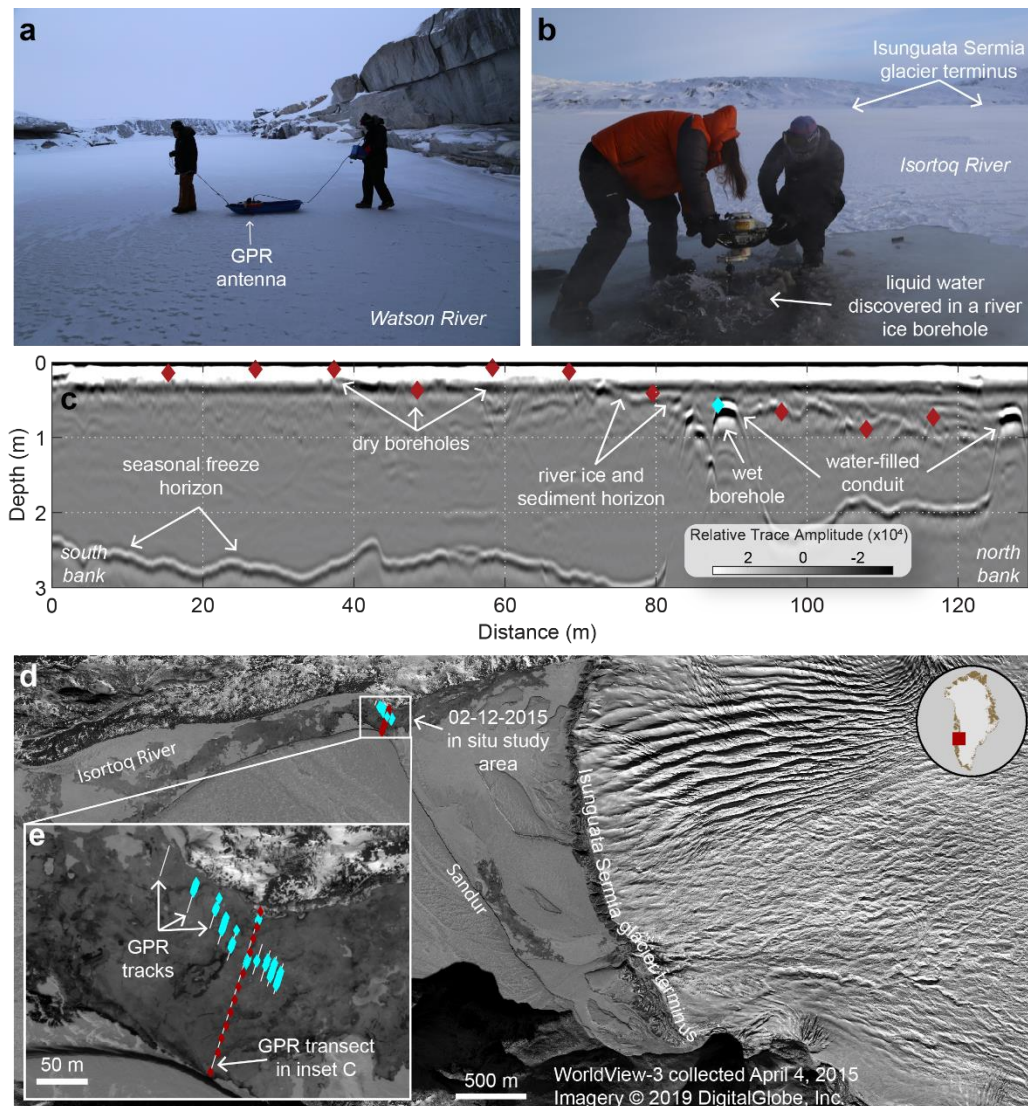 a
GPR
antenna
Watson River
b
Isunguata Sermia
glacier terminus
Isortoq River
liquid water
discovered in a river
ice borehole
c
0
1
2
3
Depth (m)
dry boreholes
seasonal freeze
horizon
river ice and
sediment horizon
wet
borehole
water-filled
conduit
Relative Trace Amplitude (x10⁴)
2 0 -2
south
bank
north
bank
0 20 40 60 80 100 120
Distance (m)
d
Isortoq River
02-12-2015
in situ study
area
Isunguata Sermia glacier terminus
Sandur
e
GPR
tracks
GPR transect
in inset C
50 m
500 m
WorldView-3 collected April 4, 2015
Imagery © 2019 DigitalGlobe, Inc.